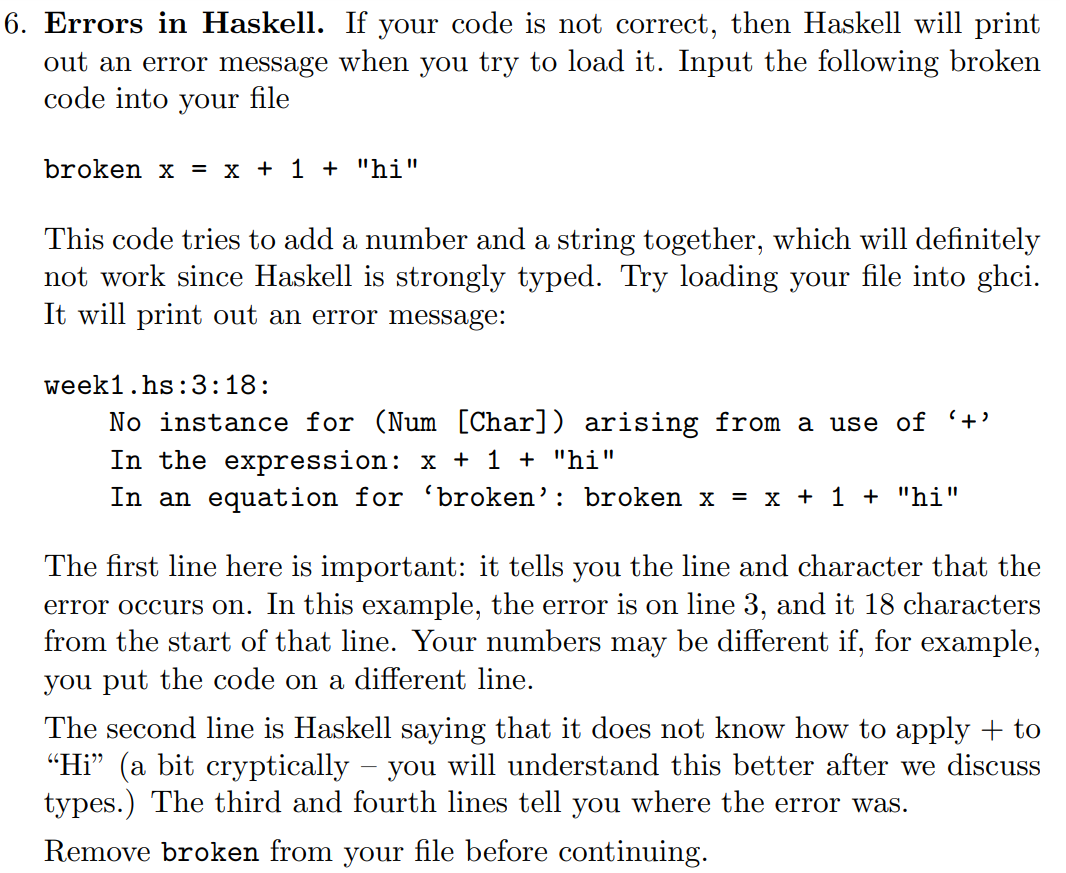 6. Errors in Haskell. If your code is not correct, then Haskell will print
out an error message when you try to load it. Input the following broken
code into your file
broken x = x + 1 + "hi"
This code tries to add a number and a string together, which will definitely
not work since Haskell is strongly typed. Try loading your file into ghci.
It will print out an error message:
week1.hs:3:18:
    No instance for (Num [Char]) arising from a use of ‘+’
    In the expression: x + 1 + "hi"
    In an equation for ‘broken’: broken x = x + 1 + "hi"
The first line here is important: it tells you the line and character that the
error occurs on. In this example, the error is on line 3, and it 18 characters
from the start of that line. Your numbers may be different if, for example,
you put the code on a different line.
The second line is Haskell saying that it does not know how to apply + to
“Hi” (a bit cryptically – you will understand this better after we discuss
types.) The third and fourth lines tell you where the error was.
Remove broken from your file before continuing.